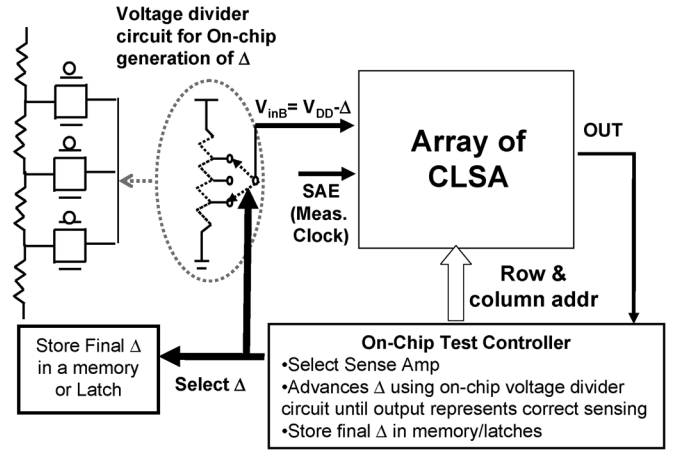 Voltage divider
circuit for On-chip
generation of Δ
VinB= VDD-Δ
Array of
CLSA
OUT
SAE
(Meas.
Clock)
Row &
column addr
Store Final Δ
in a memory
or Latch
Select Δ
On-Chip Test Controller
•Select Sense Amp
•Advances Δ using on-chip voltage divider
circuit until output represents correct sensing
•Store final Δ in memory/latches